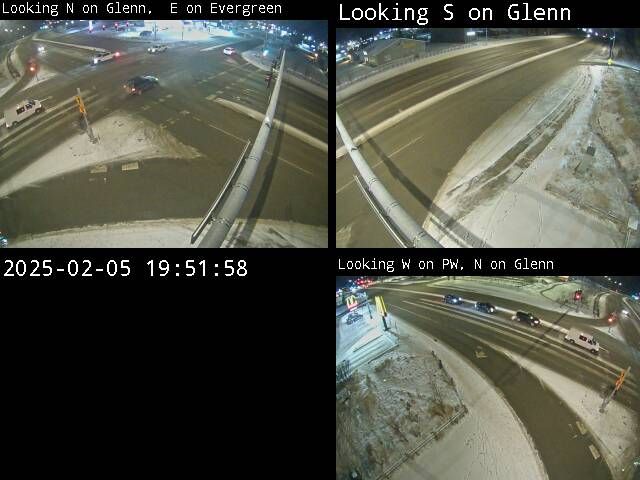 Looking N on Glenn, E on Evergreen
Looking S on Glenn
2025-02-05 19:51:58
Looking W on PW, N on Glenn